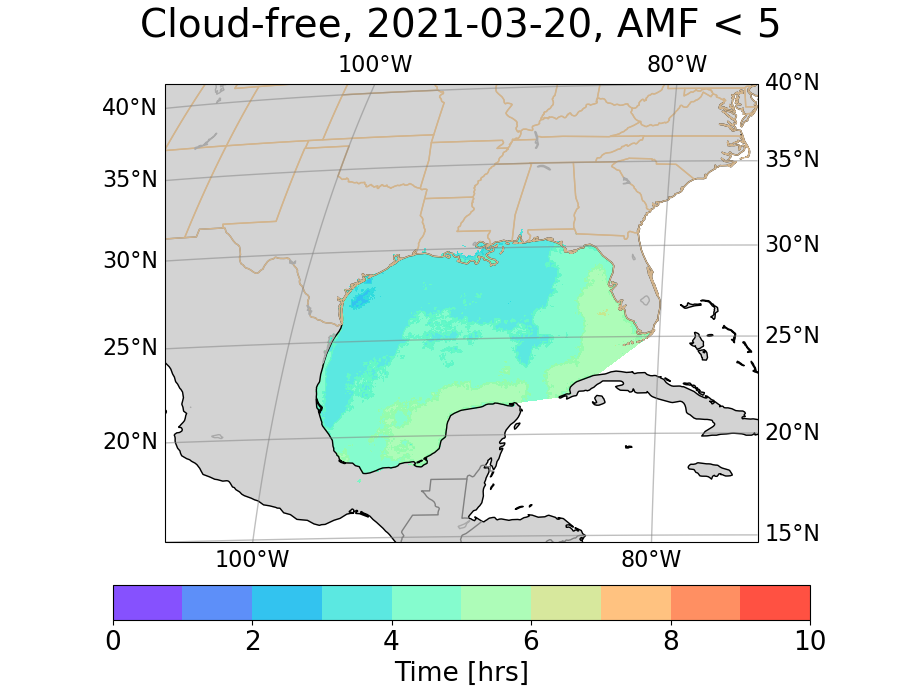 Cloud-free, 2021-03-20, AMF < 5
100°W 80°W
40°N 40°N
35°N 35°N
30°N 30°N
25°N 25°N
20°N 20°N
15°N
100°W 80°W
0 2 4 6 8 10
Time [hrs]